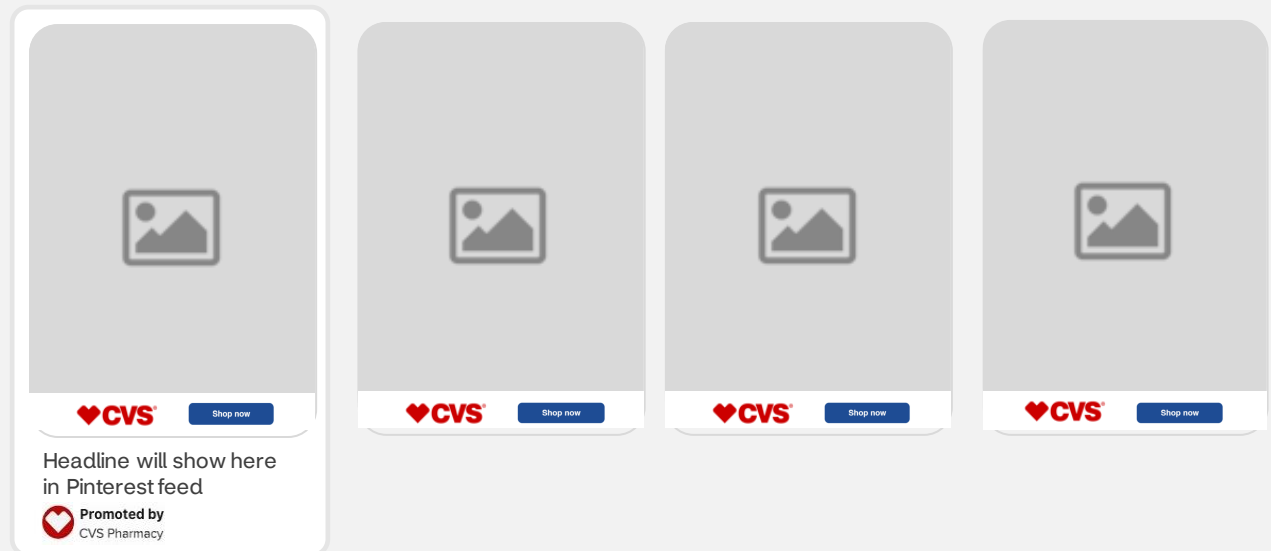 CVS® Shop now
CVS® Shop now
CVS® Shop now
CVS® Shop now
Headline will show here
in Pinterest feed
Promoted by
CVS Pharmacy